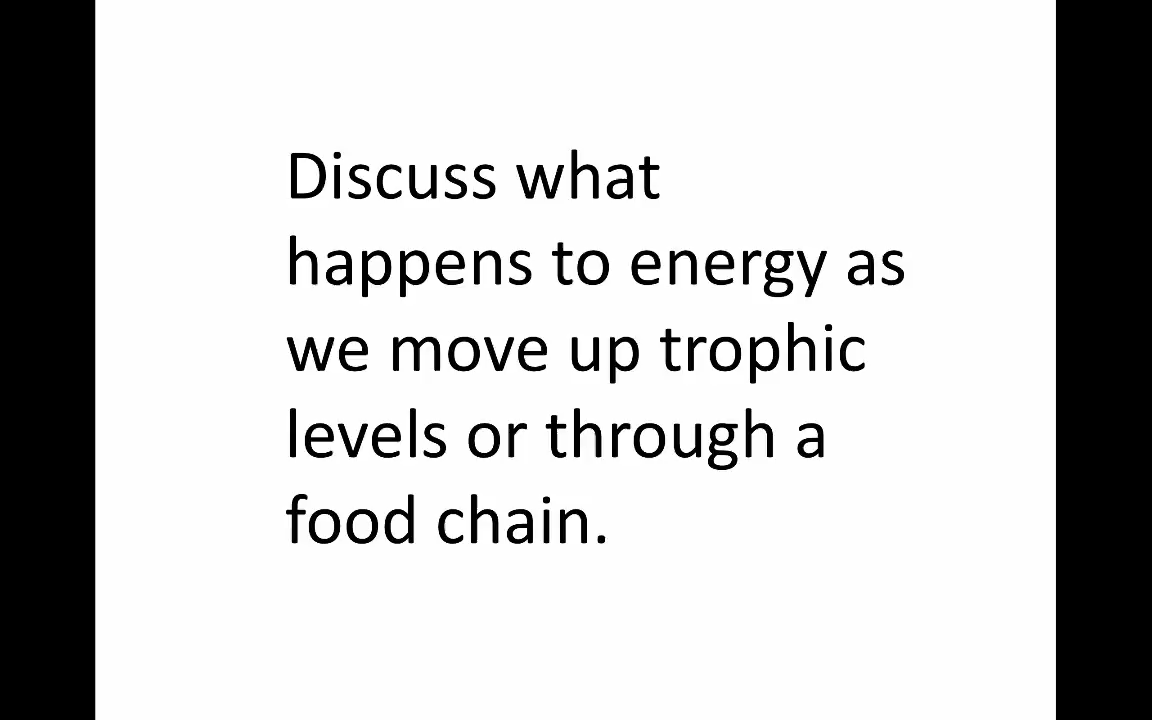 Discuss what
happens to energy as
we move up trophic
levels or through a
food chain.